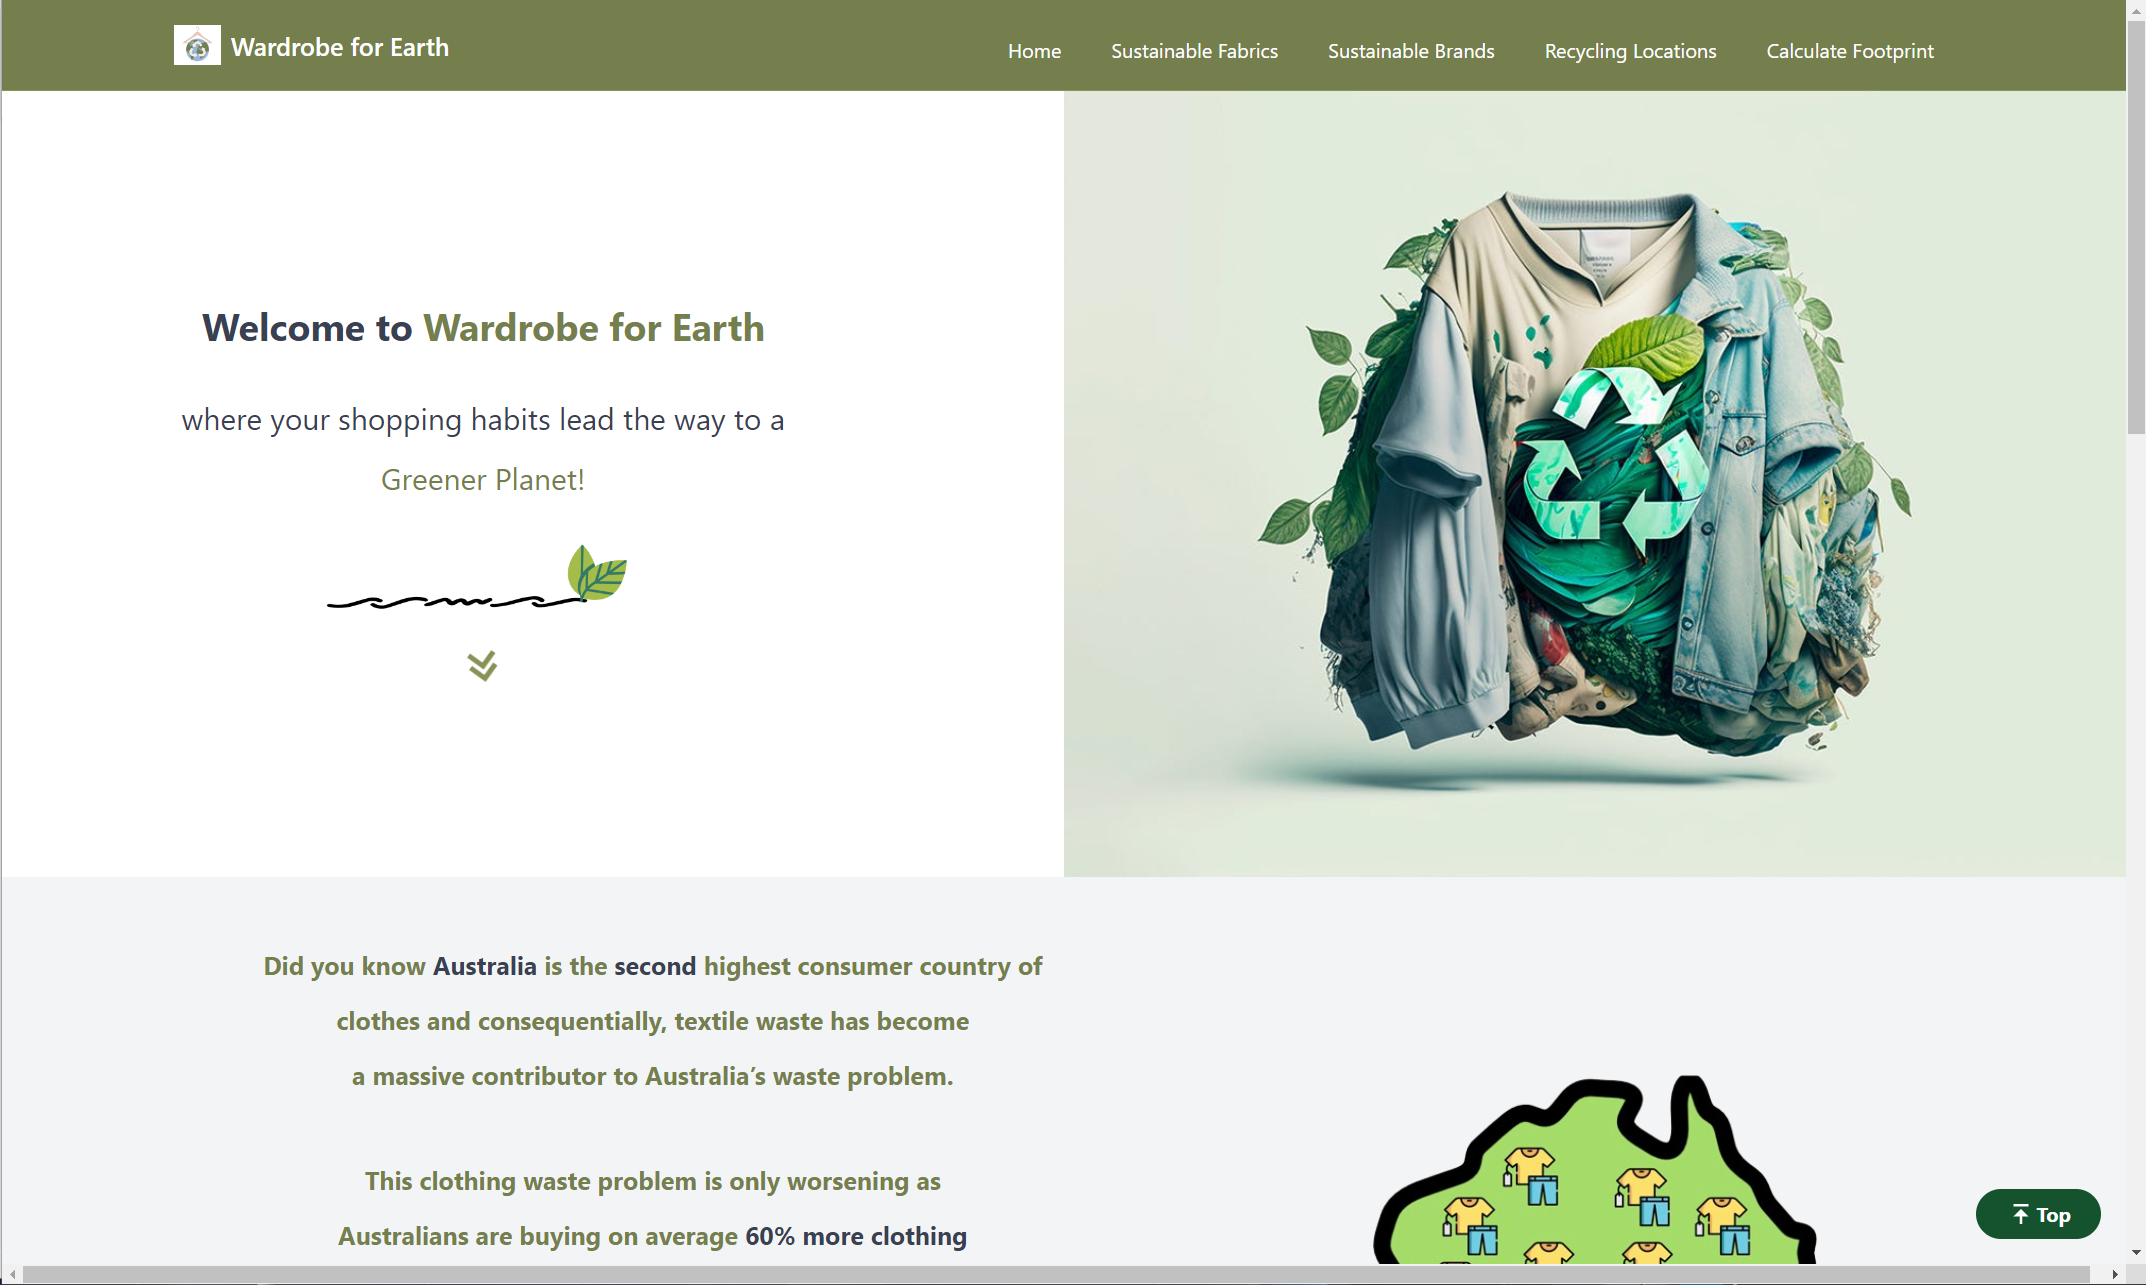 Wardrobe for Earth
Home
Sustainable Fabrics
Sustainable Brands
Recycling Locations
Calculate Footprint
Welcome to Wardrobe for Earth
where your shopping habits lead the way to a
Greener Planet!
Did you know Australia is the second highest consumer country of
clothes and consequentially, textile waste has become
a massive contributor to Australia’s waste problem.
This clothing waste problem is only worsening as
Australians are buying on average 60% more clothing
Top